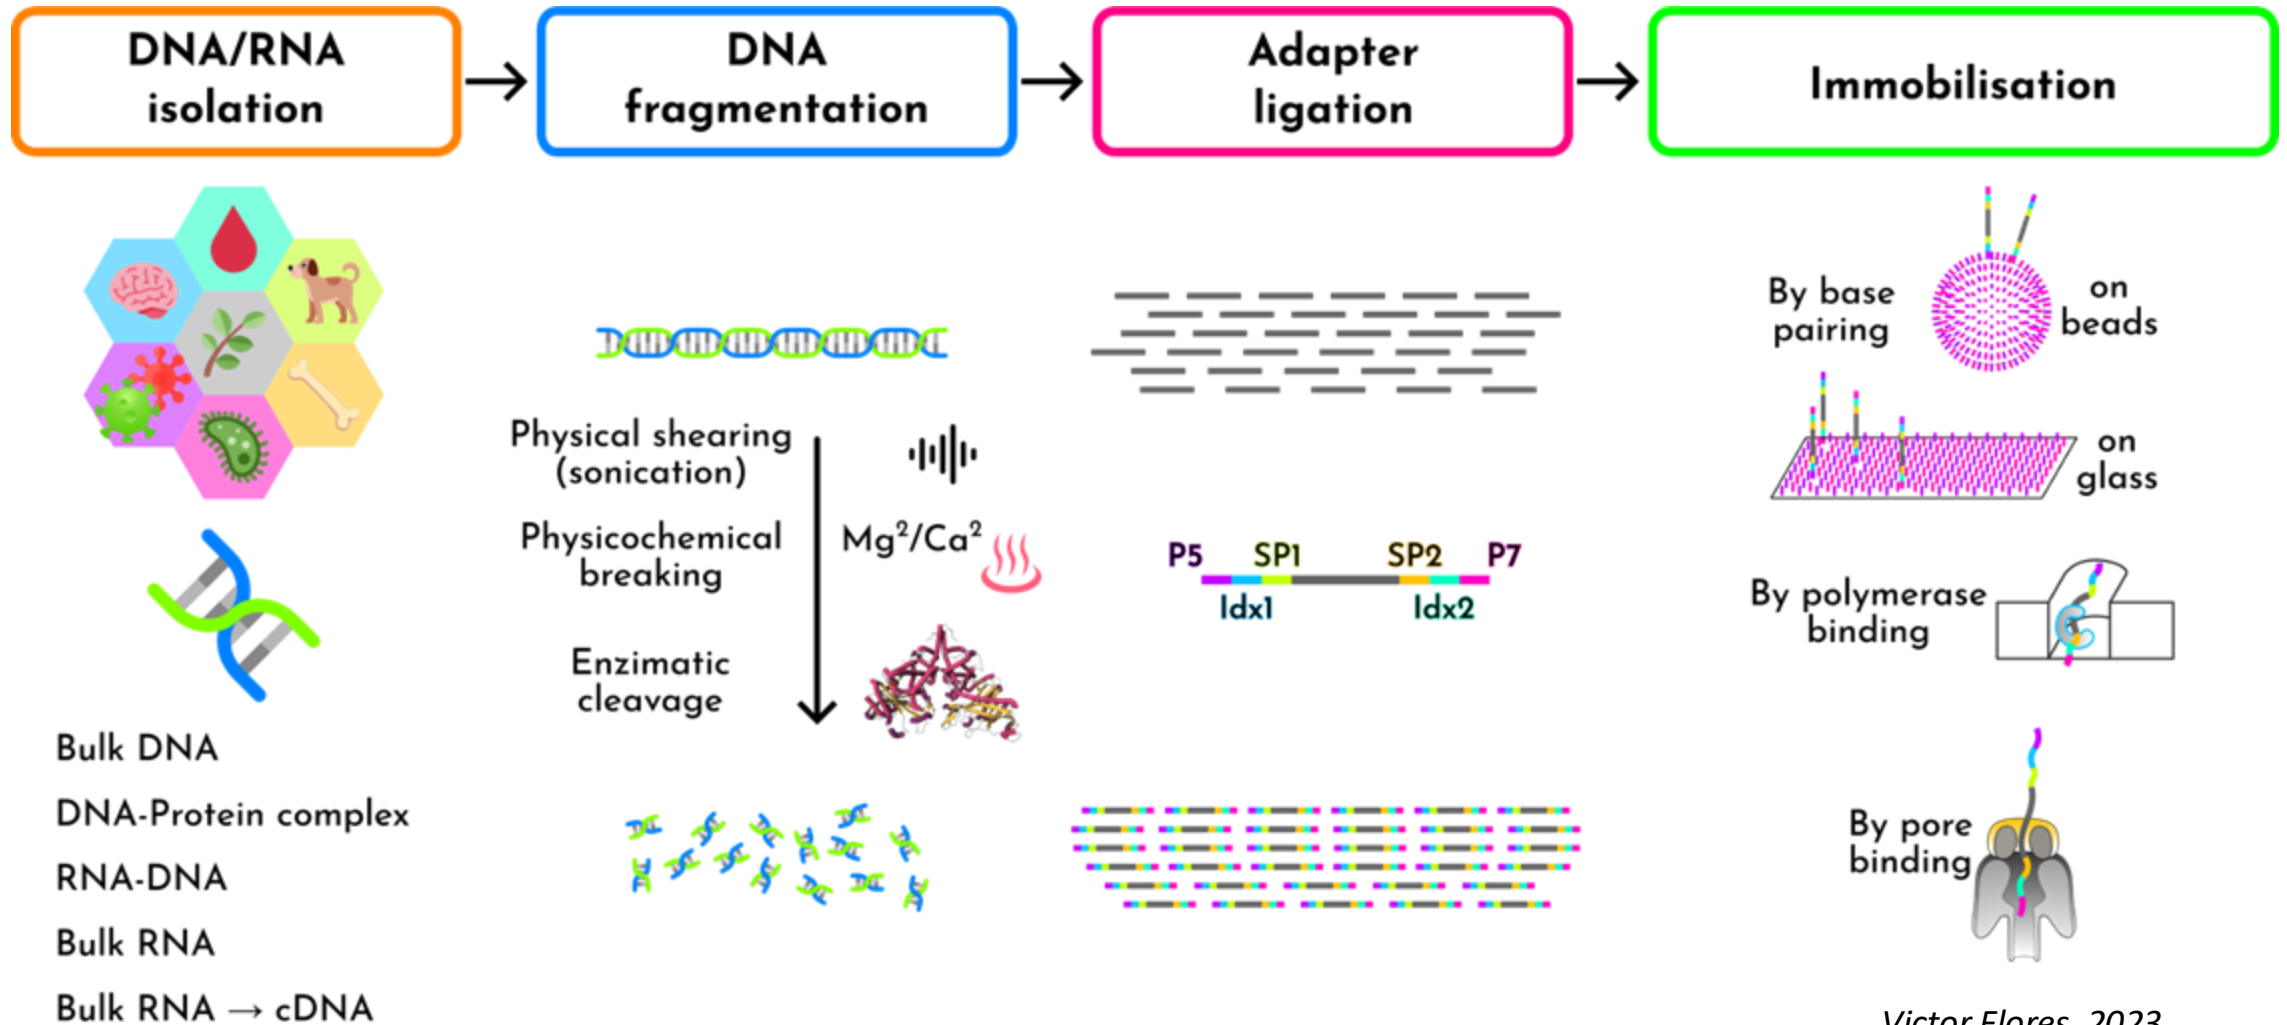 DNA/RNA
isolation
DNA
fragmentation
Adapter
ligation
Immobilisation
Physical shearing
(sonication)
Physicochemical
breaking
Mg²/Ca²
Enzimatic
cleavage
Bulk DNA
DNA-Protein complex
RNA-DNA
Bulk RNA
Bulk RNA → cDNA
P5
SP1
SP2
P7
Idx1
Idx2
By base
pairing
on
beads
on
glass
By polymerase
binding
By pore
binding
Victor Flores, 2023